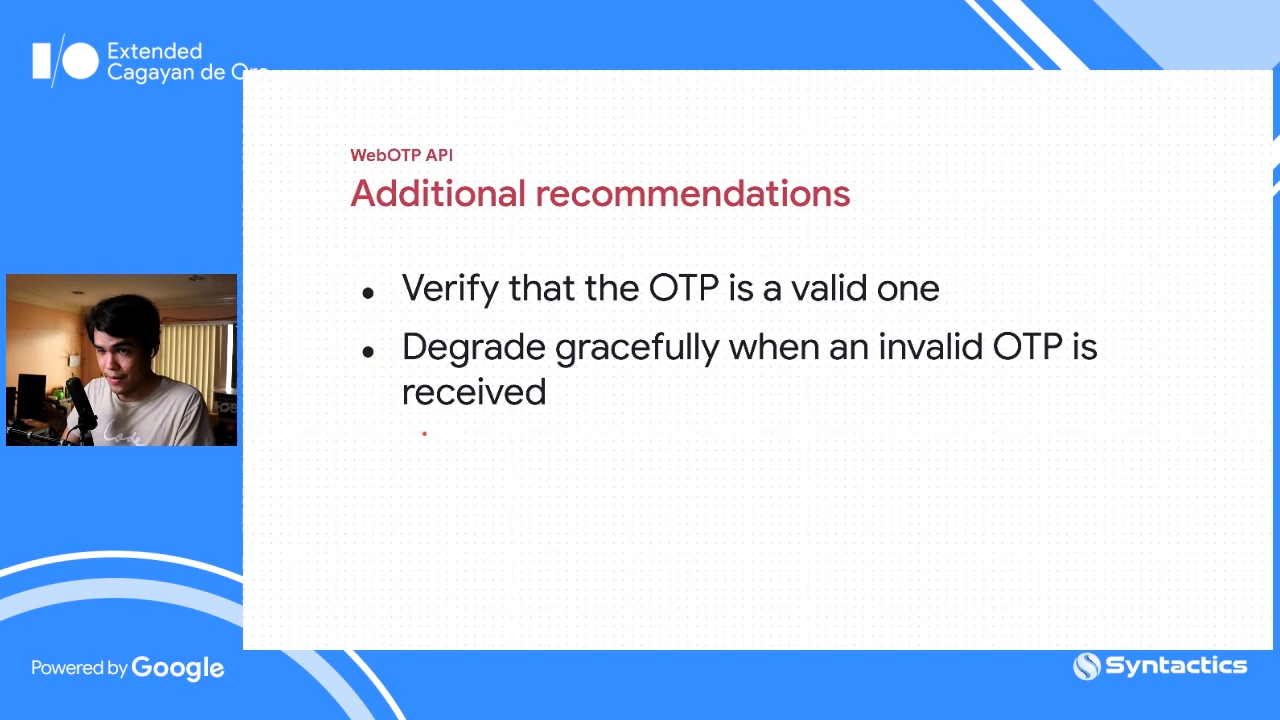 Extended
Cagayan de Oro
WebOTP API
Additional recommendations
• Verify that the OTP is a valid one
• Degrade gracefully when an invalid OTP is
received
Code
Powered by Google
Syntactics